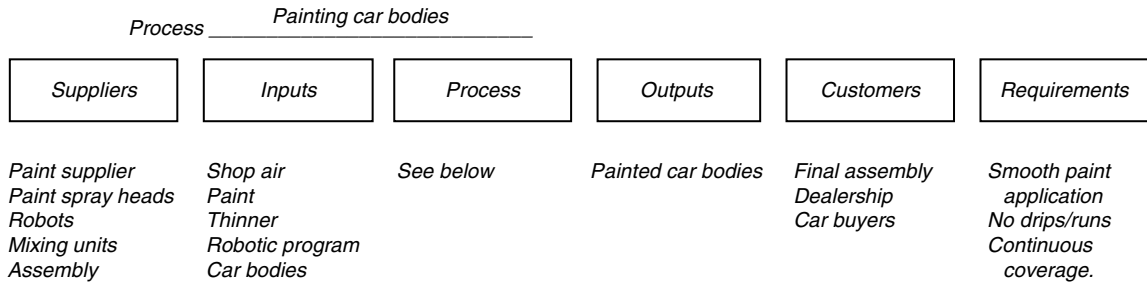 Painting car bodies
Process ______________________________
Suppliers
Inputs
Process
Outputs
Customers
Requirements
Paint supplier
Paint spray heads
Robots
Mixing units
Assembly
Shop air
Paint
Thinner
Robotic program
Car bodies
See below
Painted car bodies
Final assembly
Dealership
Car buyers
Smooth paint
application
No drips/runs
Continuous
coverage.